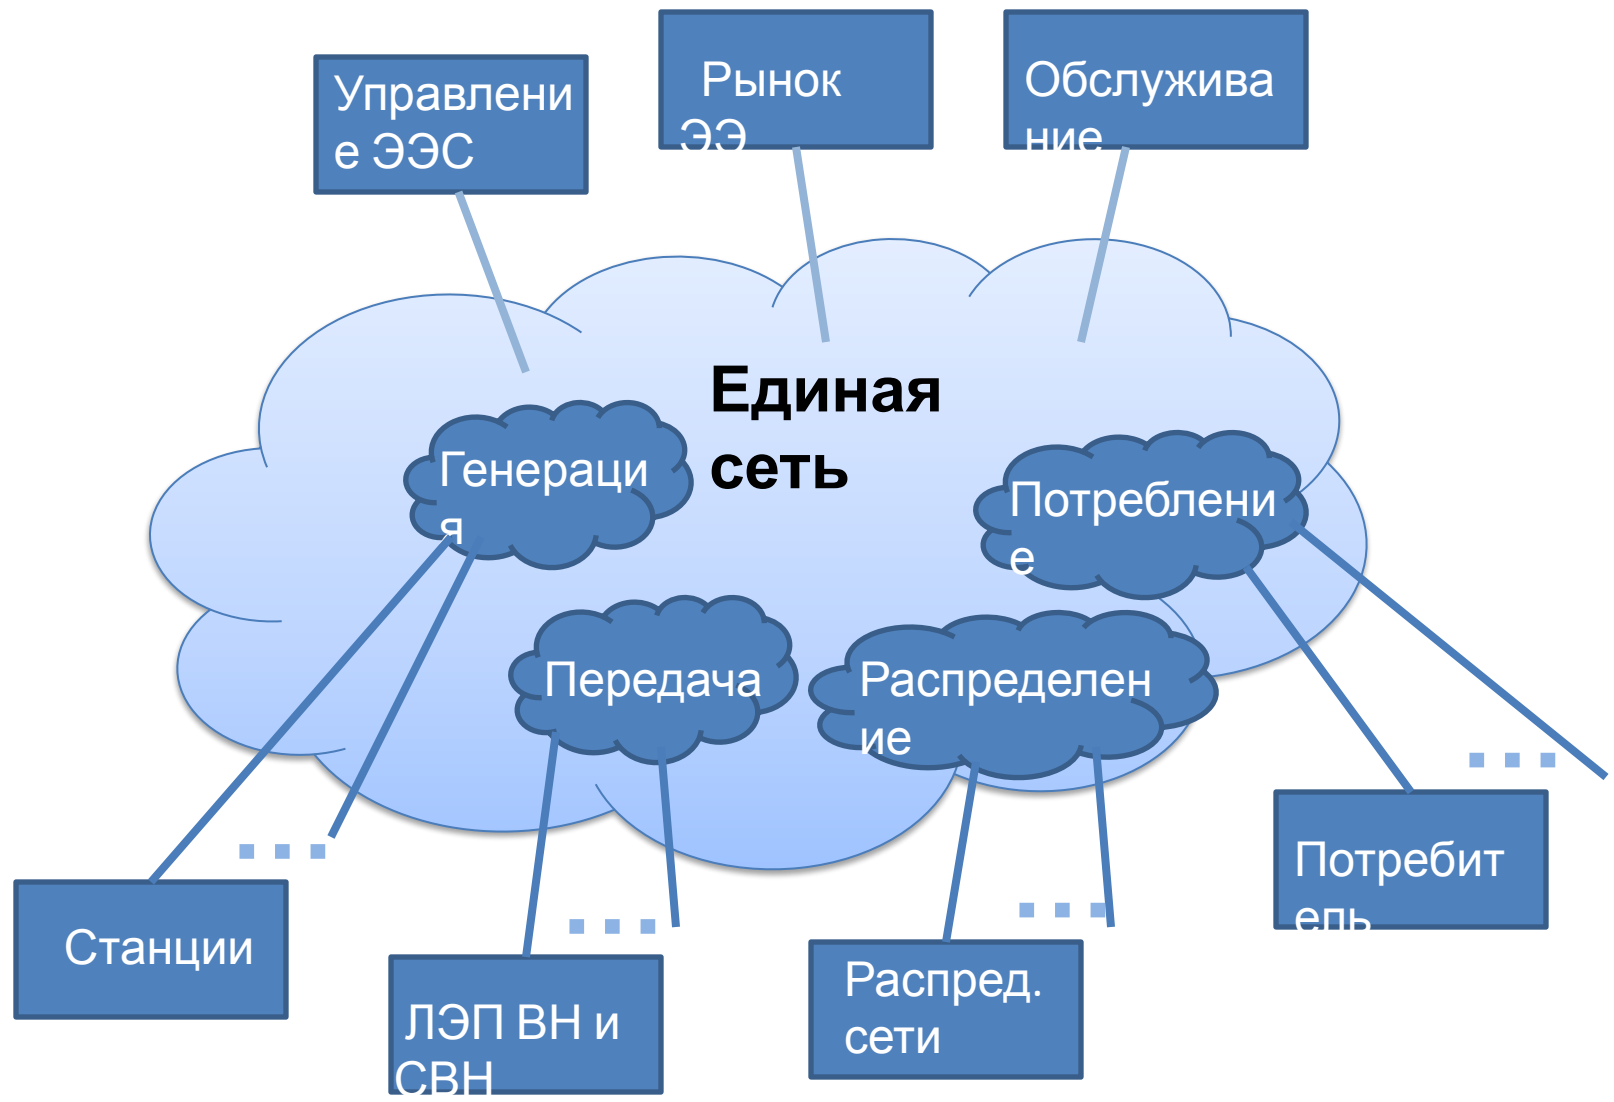 Управлени
е ЭЭС
Рынок
ЭЭ
Обслужива
ние
Единая
сеть
Генераци
я
Потреблени
е
Передача
Распределен
ие
Станции
ЛЭП ВН и
СВН
Распред.
сети
Потребит
ель